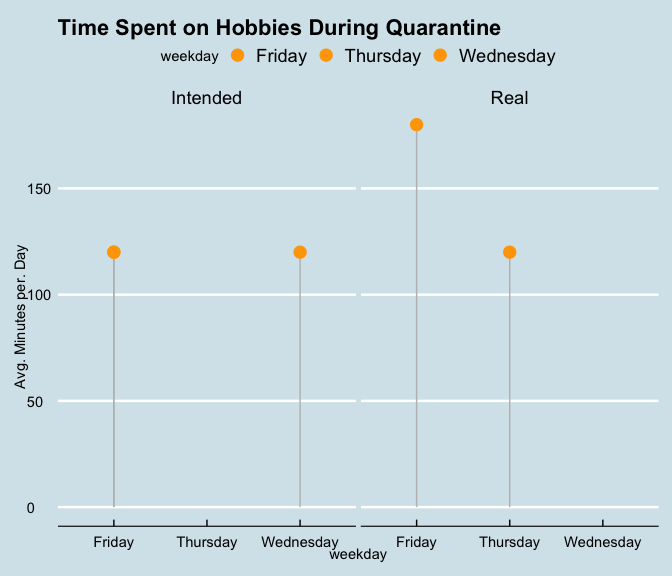 Time Spent on Hobbies During Quarantine
weekday Friday Thursday Wednesday
Intended Real
Avg. Minutes per. Day
150
100
50
0
Friday Thursday Wednesday Friday Thursday Wednesday
weekday